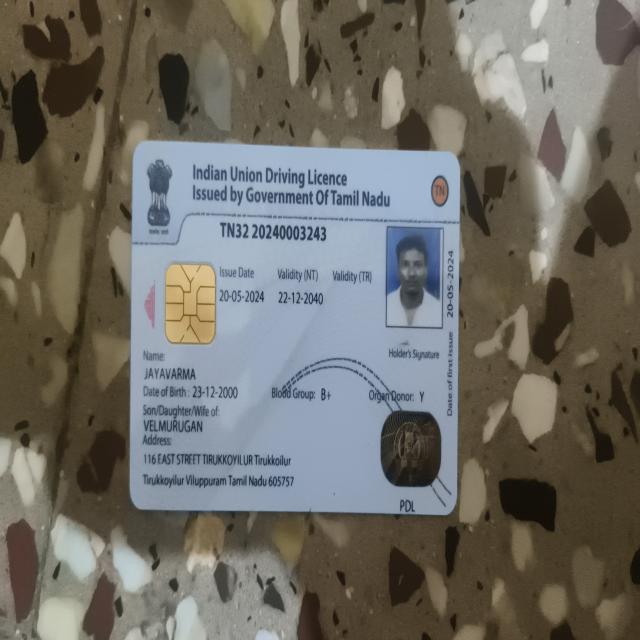 Indian Union Driving Licence
Issued by Government Of Tamil Nadu
TN
TN32 20240003243
Issue Date Validity (NT) Validity (TR)
20-05-2024 22-12-2040
Holder's Signature
Date of first issue 20-05-2024
Name:
JAYAVARMA
Date of Birth : 23-12-2000 Blood Group: B+ Organ Donor: Y
Son/Daughter/Wife of:
VELMURUGAN
Address:
116 EAST STREET TIRUKKOYILUR Tirukkoilur
Tirukkoyilur Viluppuram Tamil Nadu 605757
PDL